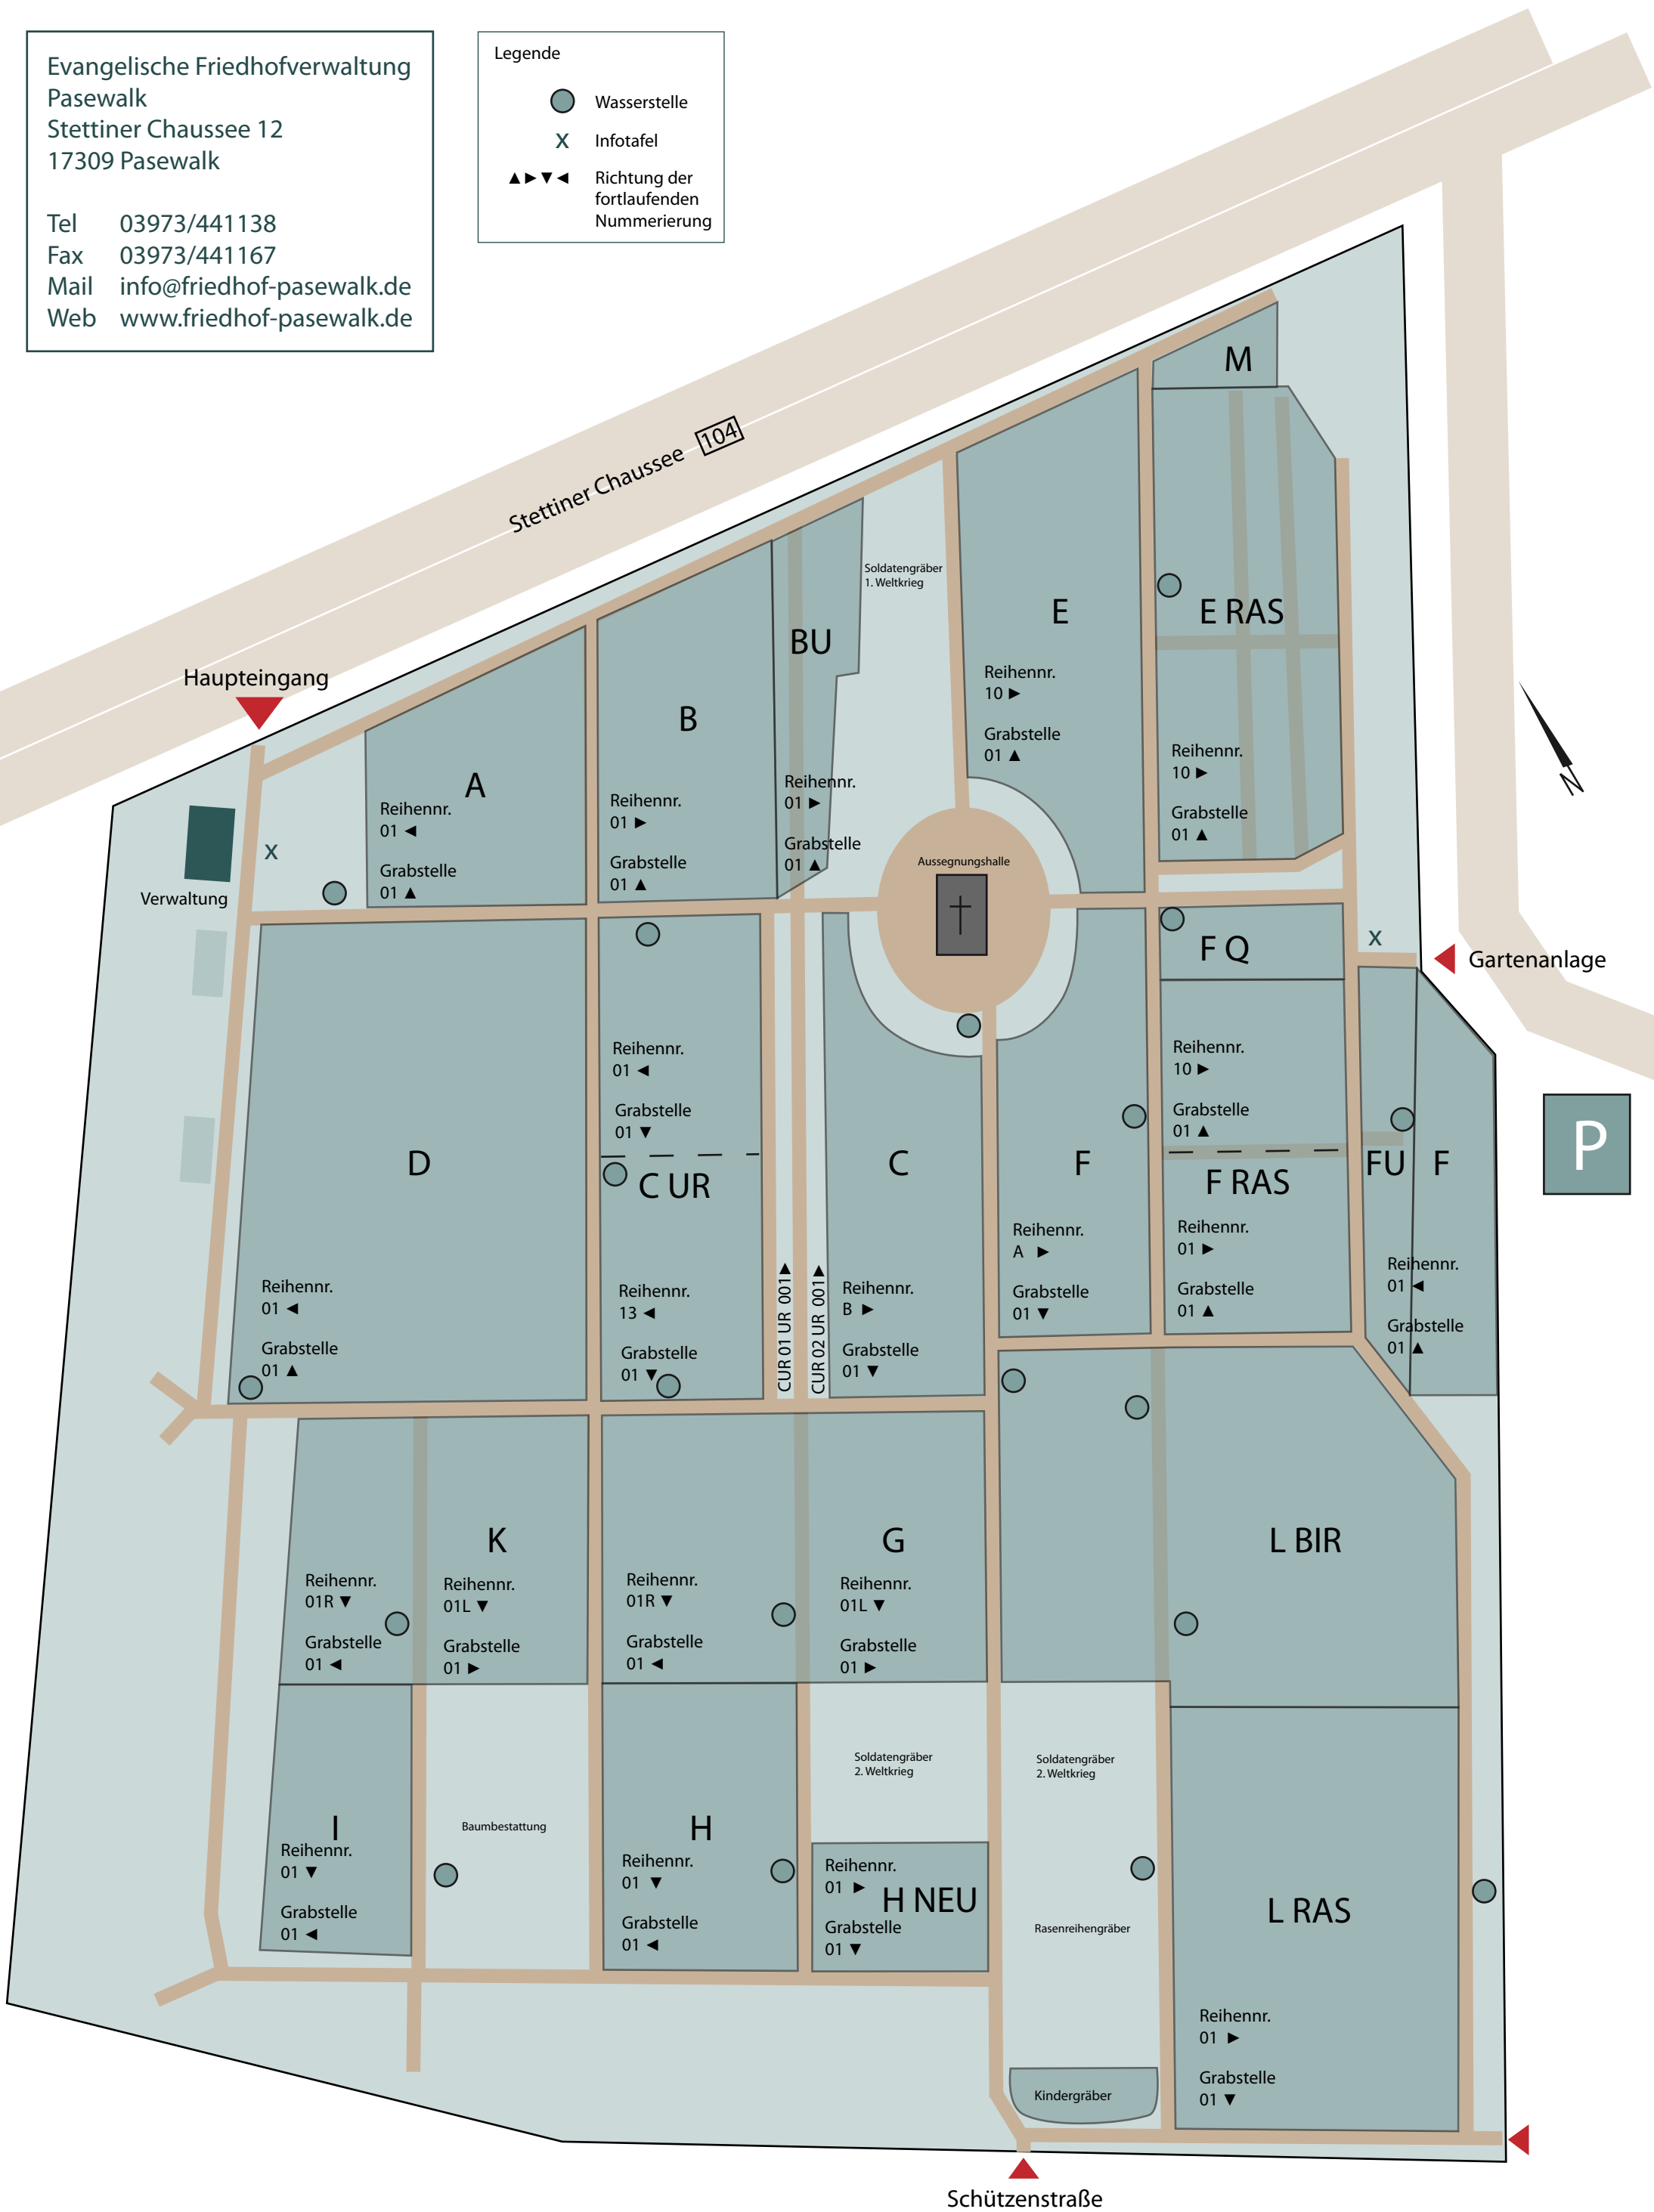 Evangelische Friedhofverwaltung
Pasewalk
Stettiner Chaussee 12
17309 Pasewalk
Tel 03973/441138
Fax 03973/441167
Mail info@friedhof-pasewalk.de
Web www.friedhof-pasewalk.de
Legende
Wasserstelle
X Infotafel
▲►▼◄ Richtung der
fortlaufenden
Nummerierung
Stettiner Chaussee 104
Haupteingang
Verwaltung
X
M
Soldatengräber
1. Weltkrieg
A
Reihennr.
01 ◄
Grabstelle
01 ▲
B
Reihennr.
01 ►
Grabstelle
01 ▲
BU
Reihennr.
01 ►
Grabstelle
01 ▲
E
Reihennr.
10 ►
Grabstelle
01 ▲
E RAS
Reihennr.
10 ►
Grabstelle
01 ▲
N
Aussegnungshalle
F Q
X
Gartenanlage
P
D
Reihennr.
01 ◄
Grabstelle
01 ▲
Reihennr.
01 ◄
Grabstelle
01 ▼
C UR
Reihennr.
13 ◄
Grabstelle
01 ▼
CUR 01 UR 001►
CUR 02 UR 001►
C
Reihennr.
B ►
Grabstelle
01 ▼
F
Reihennr.
A ►
Grabstelle
01 ▼
Reihennr.
10 ►
Grabstelle
01 ▲
F RAS
Reihennr.
01 ►
Grabstelle
01 ▲
FU
F
Reihennr.
01 ◄
Grabstelle
01 ▲
K
Reihennr.
01R ▼
Grabstelle
01 ◄
Reihennr.
01L ▼
Grabstelle
01 ►
G
Reihennr.
01R ▼
Grabstelle
01 ◄
Reihennr.
01L ▼
Grabstelle
01 ►
L BIR
I
Reihennr.
01 ▼
Grabstelle
01 ◄
Baumbestattung
H
Reihennr.
01 ▼
Grabstelle
01 ◄
Soldatengräber
2. Weltkrieg
H NEU
Reihennr.
01 ►
Grabstelle
01 ▼
Soldatengräber
2. Weltkrieg
Rasenreihengräber
L RAS
Reihennr.
01 ►
Grabstelle
01 ▼
Kindergräber
Schützenstraße